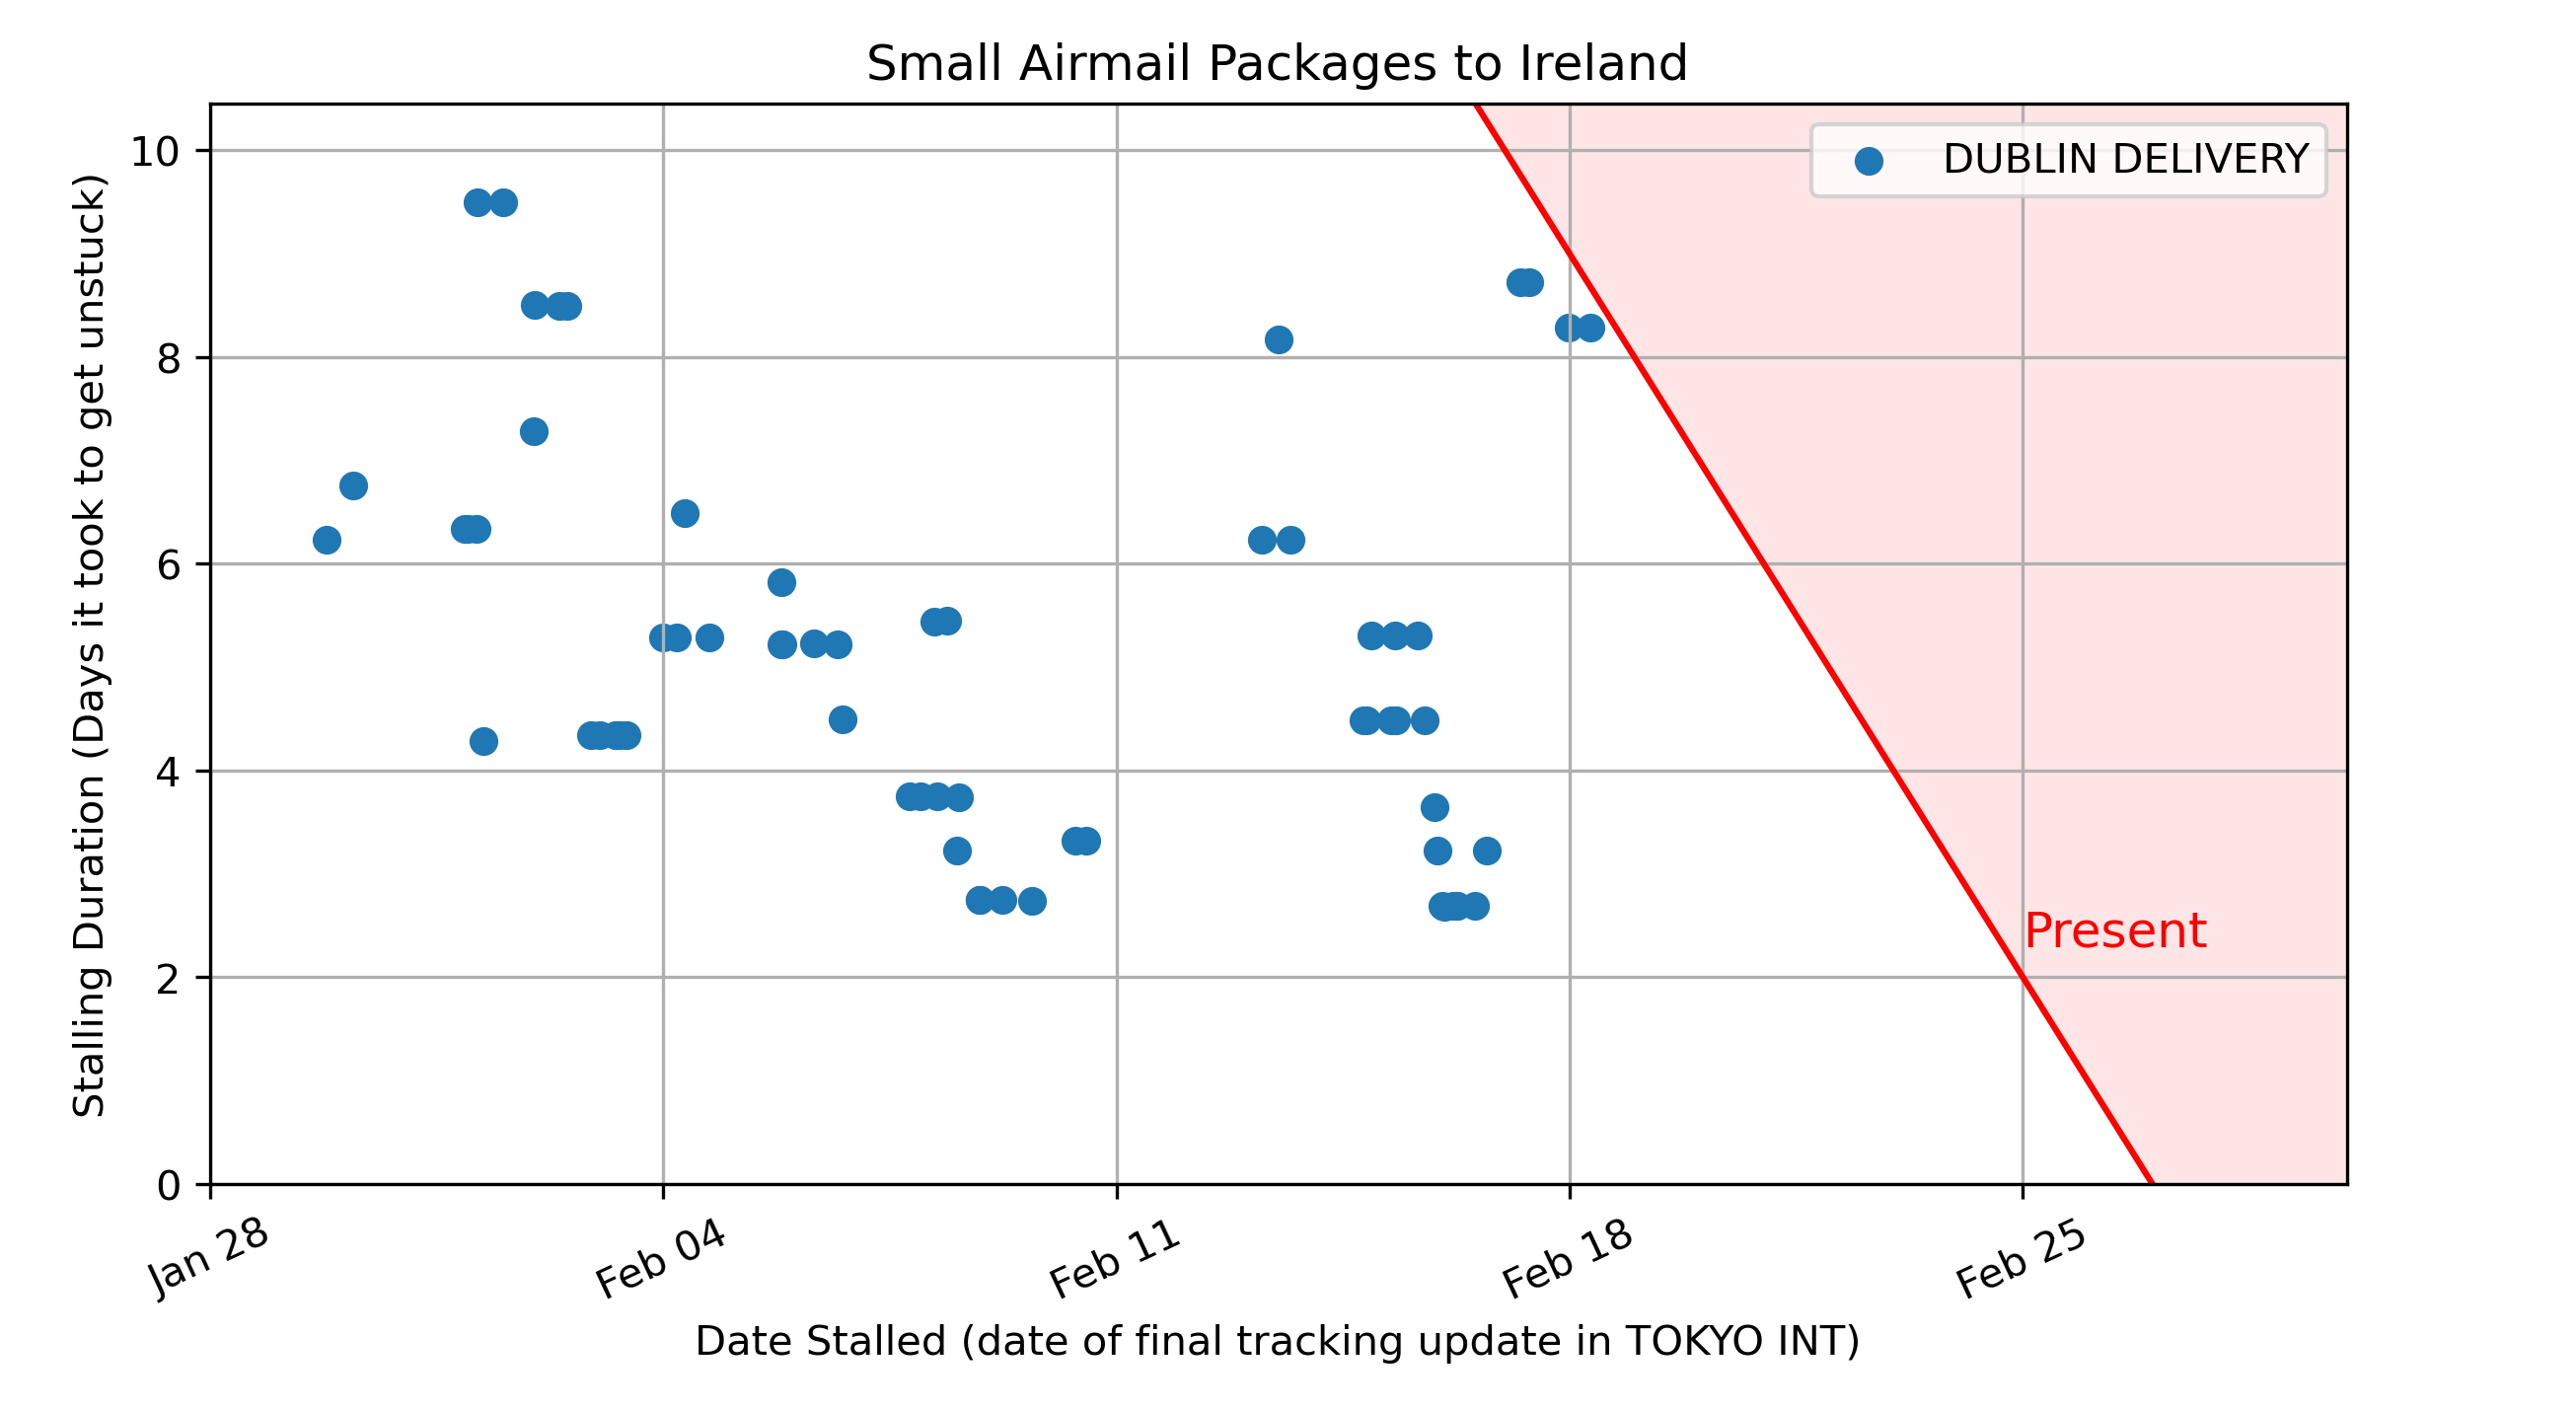 Small Airmail Packages to Ireland
DUBLIN DELIVERY
Stalling Duration (Days it took to get unstuck)
10
8
6
4
2
0
Present
Jan 28
Feb 04
Feb 11
Feb 18
Feb 25
Date Stalled (date of final tracking update in TOKYO INT)